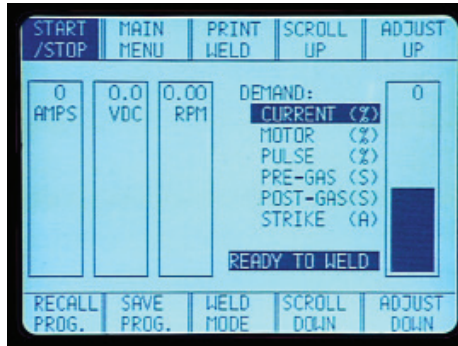 START MAIN PRINT SCROLL ADJUST
/STOP MENU WELD UP UP
0 0.0 0.00 DEMAND: 0
AMPS VDC RPM CURRENT (%)
MOTOR (%)
PULSE (%)
PRE-GAS (S)
POST-GAS(S)
STRIKE (A)
READY TO WELD
RECALL SAVE WELD SCROLL ADJUST
PROG. PROG. MODE DOWN DOWN